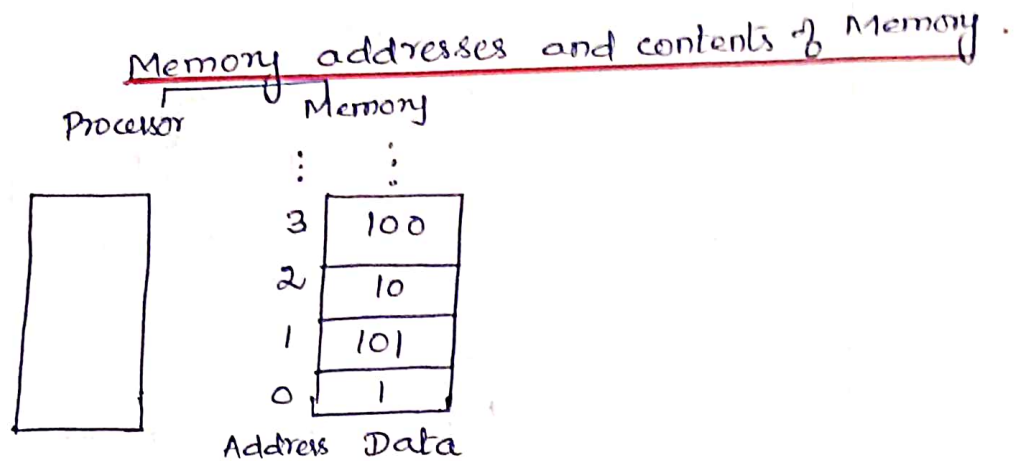 Memory addresses and contents of Memory.
Processor Memory
⋮ ⋮
3 100
2 10
1 101
0 1
Address Data